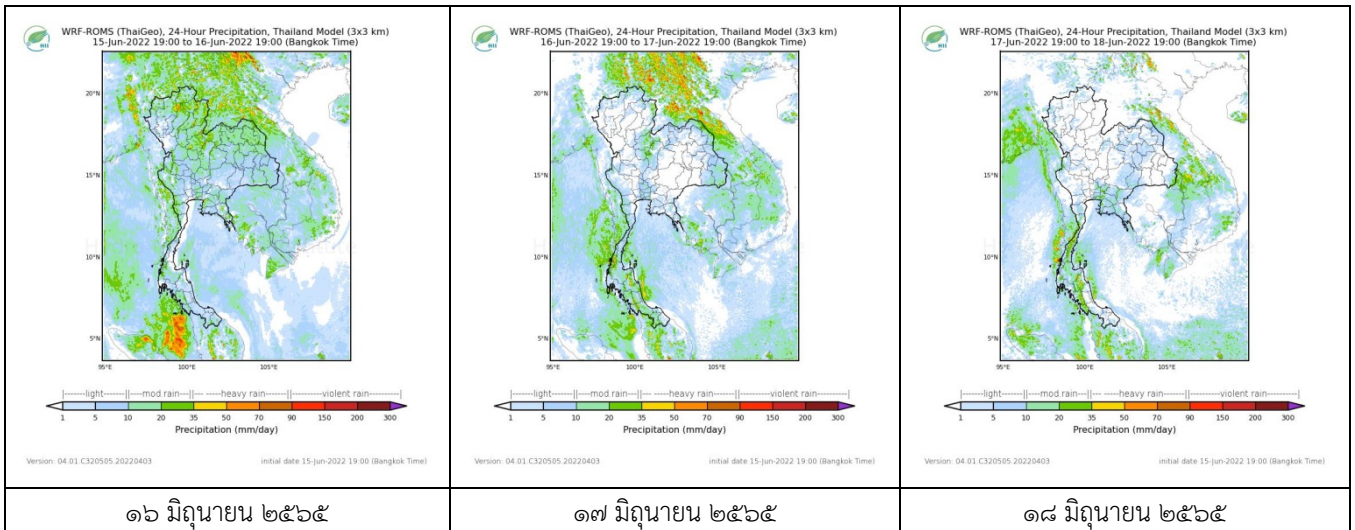 HII
WRF-ROMS (ThaiGeo), 24-Hour Precipitation, Thailand Model (3x3 km)
15-Jun-2022 19:00 to 16-Jun-2022 19:00 (Bangkok Time)
20°N
15°N
10°N
5°N
95°E 100°E 105°E
|-------light------||---mod.rain---|--- ---heavy rain---||-------violent rain-------|
1 5 10 20 35 50 70 90 150 200 300
Precipitation (mm/day)
Version: 04.01.C320505.20220403 initial date 15-Jun-2022 19:00 (Bangkok Time)
๑๖ มิถุนายน ๒๕๖๕
HII
WRF-ROMS (ThaiGeo), 24-Hour Precipitation, Thailand Model (3x3 km)
16-Jun-2022 19:00 to 17-Jun-2022 19:00 (Bangkok Time)
20°N
15°N
10°N
5°N
95°E 100°E 105°E
|-------light------||---mod.rain---|--- ---heavy rain---||-------violent rain-------|
1 5 10 20 35 50 70 90 150 200 300
Precipitation (mm/day)
Version: 04.01.C320505.20220403 initial date 15-Jun-2022 19:00 (Bangkok Time)
๑๗ มิถุนายน ๒๕๖๕
HII
WRF-ROMS (ThaiGeo), 24-Hour Precipitation, Thailand Model (3x3 km)
17-Jun-2022 19:00 to 18-Jun-2022 19:00 (Bangkok Time)
20°N
15°N
10°N
5°N
95°E 100°E 105°E
|-------light------||---mod.rain---|--- ---heavy rain---||-------violent rain-------|
1 5 10 20 35 50 70 90 150 200 300
Precipitation (mm/day)
Version: 04.01.C320505.20220403 initial date 15-Jun-2022 19:00 (Bangkok Time)
๑๘ มิถุนายน ๒๕๖๕